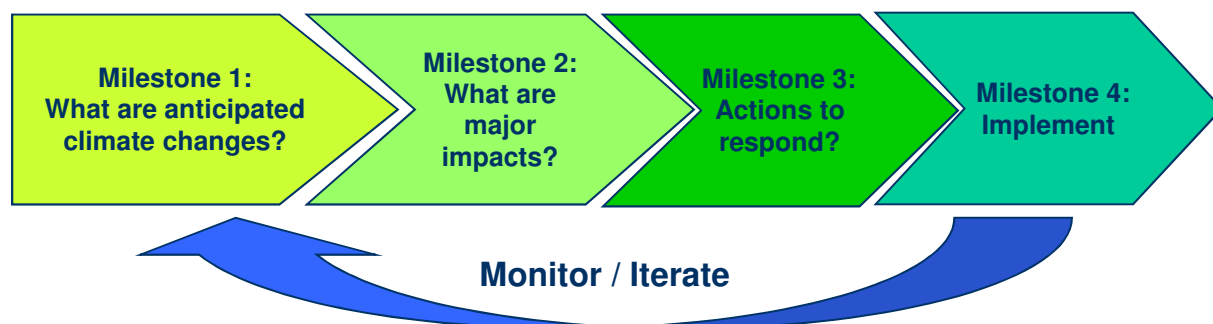 Milestone 1:
What are anticipated
climate changes?
Milestone 2:
What are
major
impacts?
Milestone 3:
Actions to
respond?
Milestone 4:
Implement
Monitor / Iterate